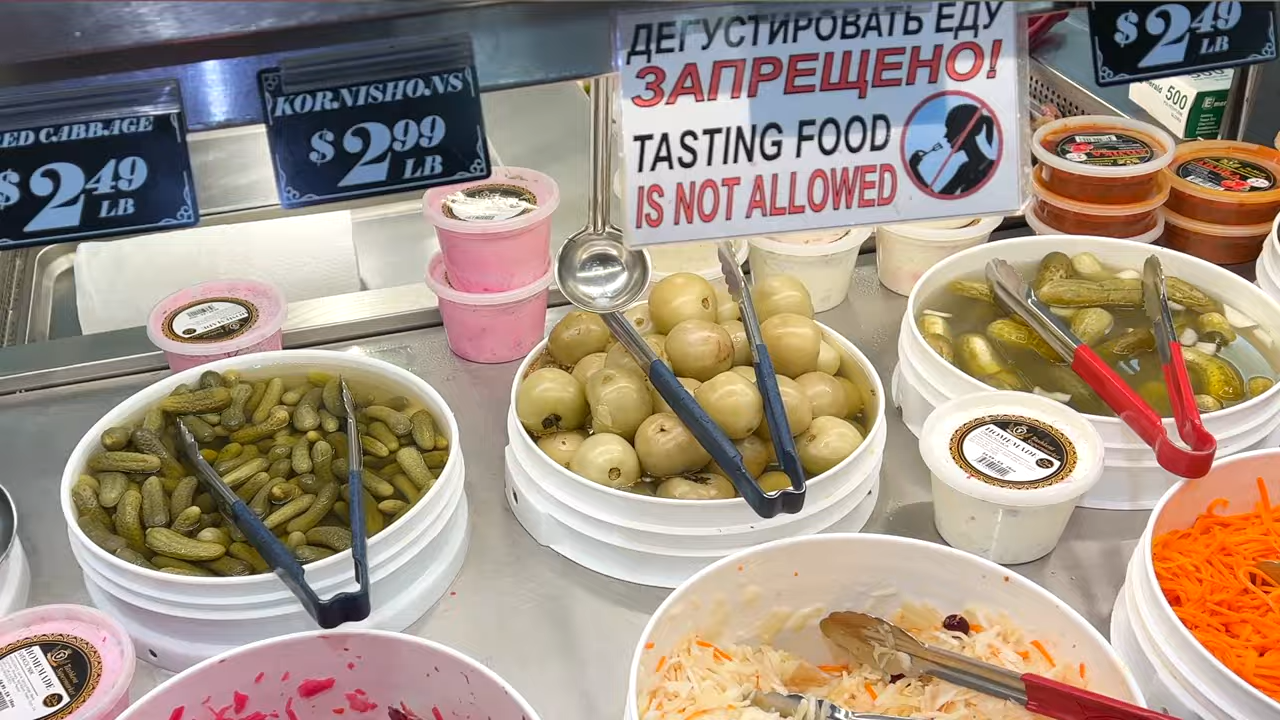 ED CABBAGE
$2.49
LB
KORNISHONS
$2.99
LB
ДЕГУСТИРОВАТЬ ЕДУ
ЗАПРЕЩЕНО!
TASTING FOOD
IS NOT ALLOWED
$2.49
LB
500
HOMEMADE
HOMEMADE